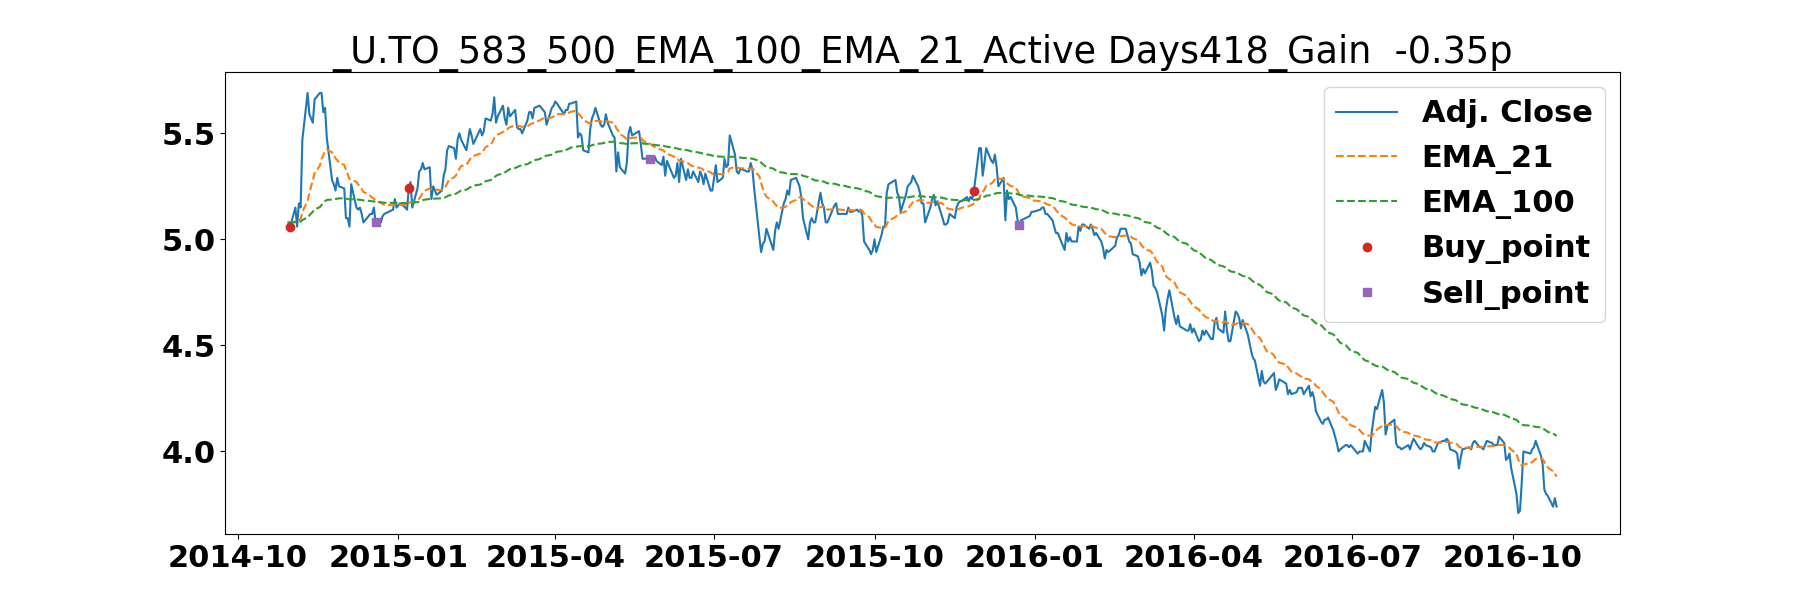 _U.TO_583_500_EMA_100_EMA_21_Active Days418_Gain  -0.35p
Adj. Close
EMA_21
EMA_100
Buy_point
Sell_point
5.5
5.0
4.5
4.0
2014-10 2015-01 2015-04 2015-07 2015-10 2016-01 2016-04 2016-07 2016-10